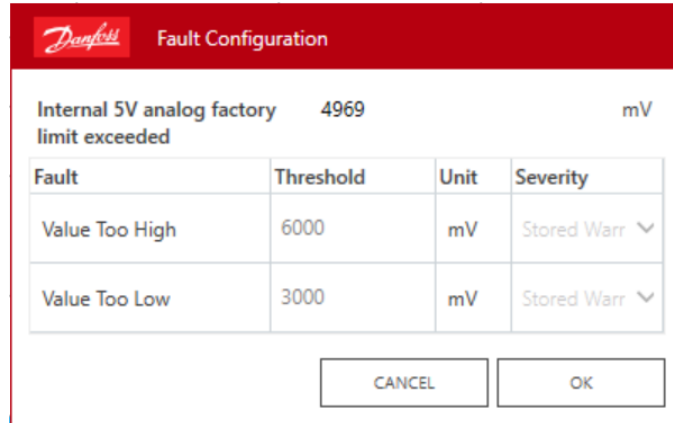 Danfoss Fault Configuration
Internal 5V analog factory 4969 mV
limit exceeded
Fault Threshold Unit Severity
Value Too High 6000 mV Stored Warr
Value Too Low 3000 mV Stored Warr
CANCEL OK